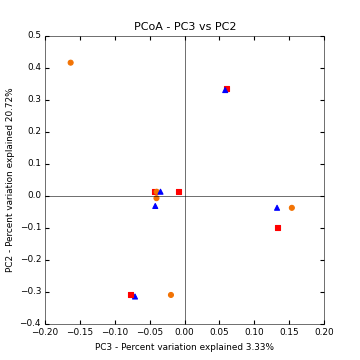 PCoA - PC3 vs PC2
0.5
0.4
0.3
0.2
0.1
0.0
−0.1
−0.2
−0.3
−0.4
−0.20 −0.15 −0.10 −0.05 0.00 0.05 0.10 0.15 0.20
PC2 - Percent variation explained 20.72%
PC3 - Percent variation explained 3.33%